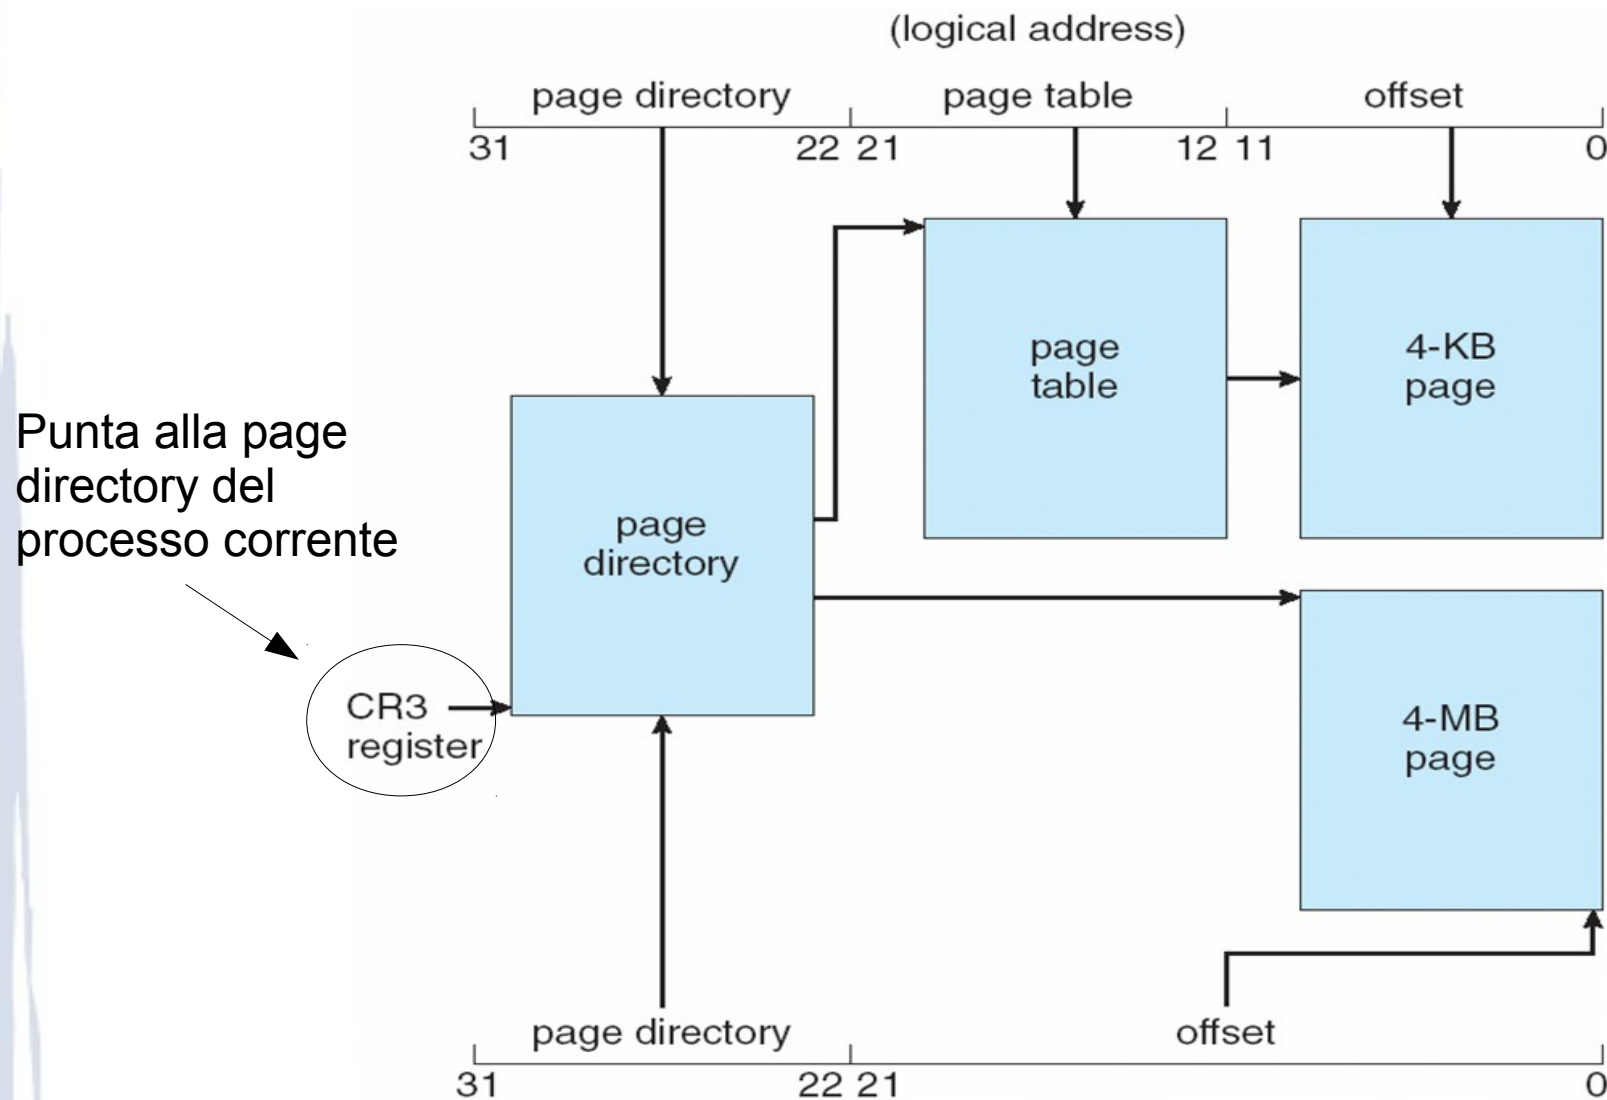 (logical address)
page directory page table offset
31 22 21 12 11 0
page
table
4-KB
page
Punta alla page
directory del
processo corrente
page
directory
CR3
register
4-MB
page
page directory offset
31 22 21 0